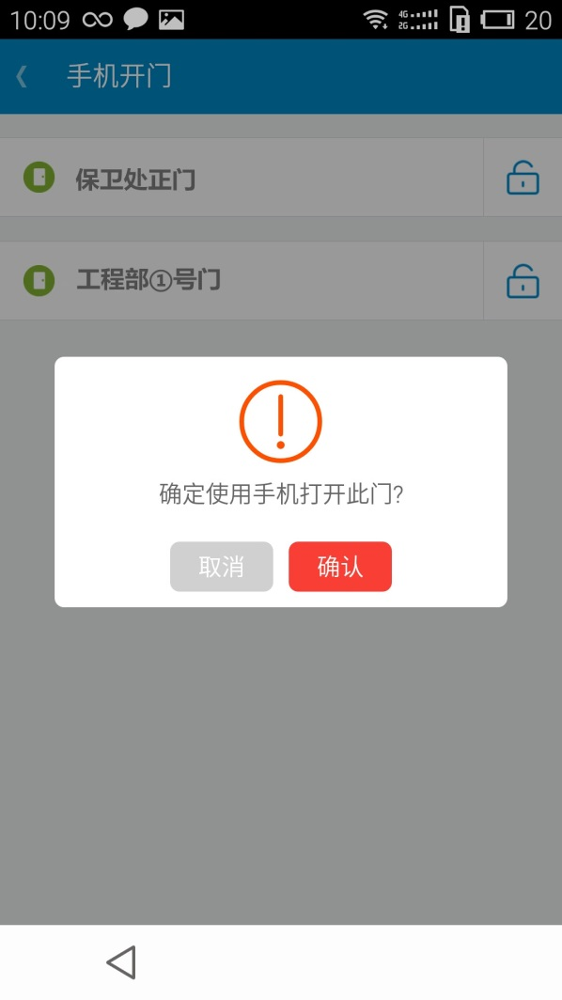 10:09 4G 2G 20
手机开门
保卫处正门
工程部①号门
确定使用手机打开此门?
取消 确认